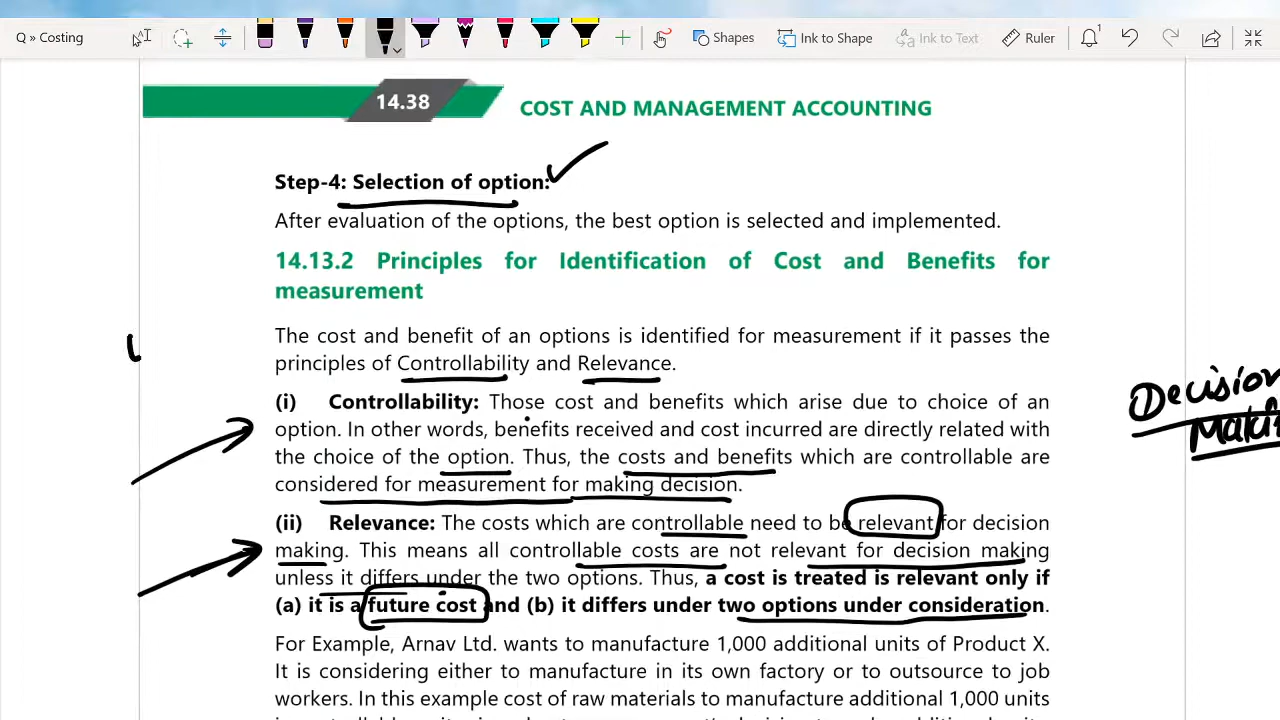 Q » Costing
Shapes
Ink to Shape
Ink to Text
Ruler
14.38
COST AND MANAGEMENT ACCOUNTING
Step-4: Selection of option:
After evaluation of the options, the best option is selected and implemented.
14.13.2 Principles for Identification of Cost and Benefits for
measurement
The cost and benefit of an options is identified for measurement if it passes the
principles of Controllability and Relevance.
(i) Controllability: Those cost and benefits which arise due to choice of an
option. In other words, benefits received and cost incurred are directly related with
the choice of the option. Thus, the costs and benefits which are controllable are
considered for measurement for making decision.
Decision
Making
(ii) Relevance: The costs which are controllable need to be relevant for decision
making. This means all controllable costs are not relevant for decision making
unless it differs under the two options. Thus, a cost is treated is relevant only if
(a) it is a future cost and (b) it differs under two options under consideration.
For Example, Arnav Ltd. wants to manufacture 1,000 additional units of Product X.
It is considering either to manufacture in its own factory or to outsource to job
workers. In this example cost of raw materials to manufacture additional 1,000 units